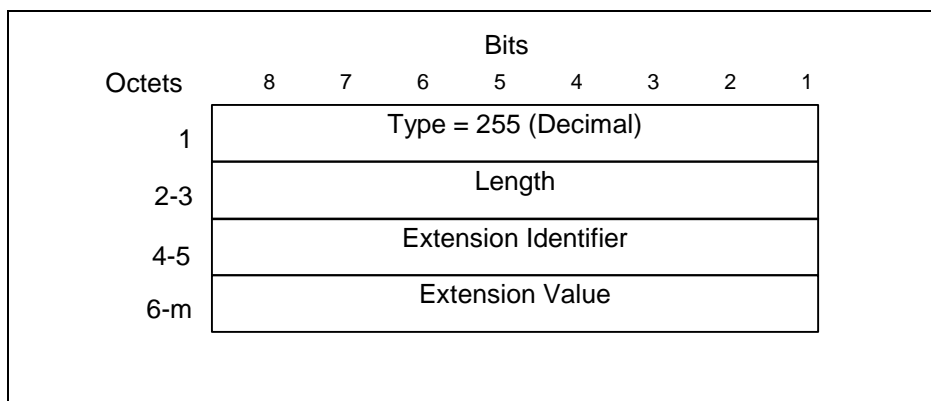 Bits
Octets 8 7 6 5 4 3 2 1
1 Type = 255 (Decimal)
2-3 Length
4-5 Extension Identifier
6-m Extension Value